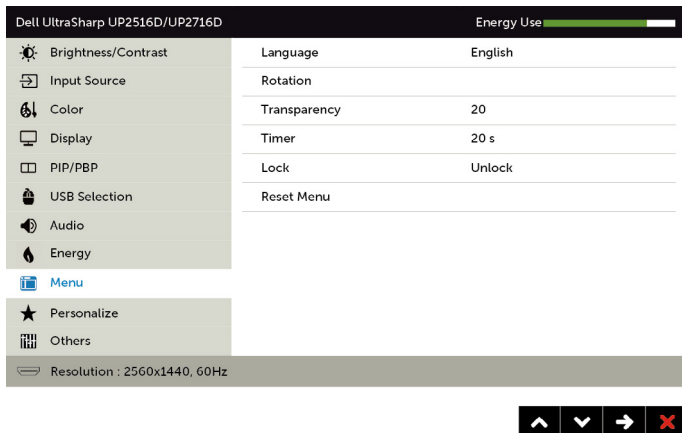 Dell UltraSharp UP2516D/UP2716D Energy Use
Brightness/Contrast
Input Source
Color
Display
PIP/PBP
USB Selection
Audio
Energy
Menu
Personalize
Others
Language English
Rotation
Transparency 20
Timer 20 s
Lock Unlock
Reset Menu
Resolution : 2560x1440, 60Hz